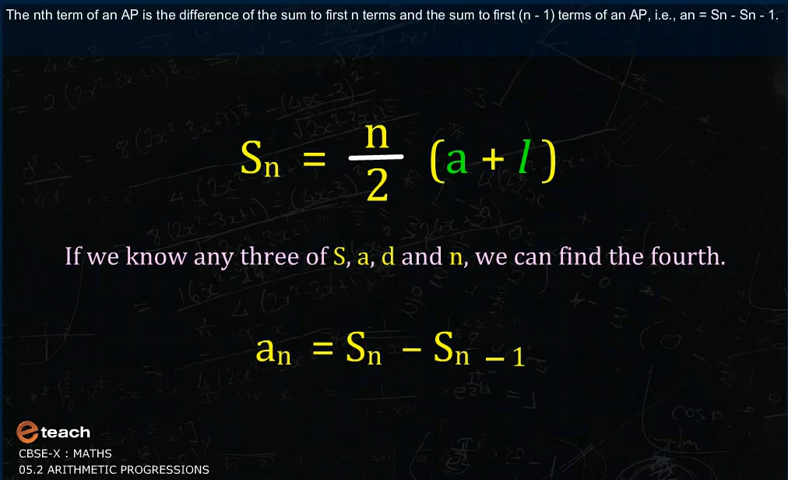 The nth term of an AP is the difference of the sum to first n terms and the sum to first (n - 1) terms of an AP, i.e., an = Sn - Sn - 1.
Sn = n/2 (a + l)
If we know any three of S, a, d and n, we can find the fourth.
an = Sn − Sn − 1
e teach
CBSE-X : MATHS
05.2 ARITHMETIC PROGRESSIONS